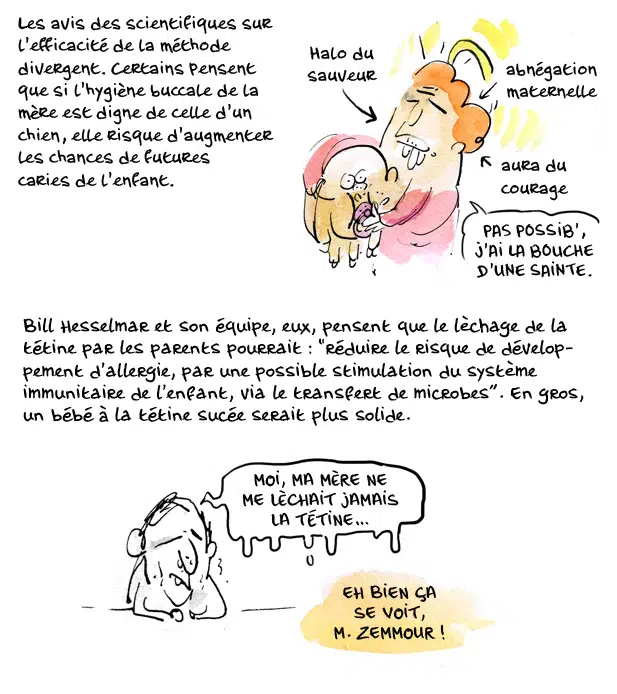 Les avis des scientifiques sur
l'efficacité de la méthode
divergent. Certains pensent
que si l'hygiène buccale de la
mère est digne de celle d'un
chien, elle risque d'augmenter
les chances de futures
caries de l'enfant.
Halo du
sauveur
abnégation
maternelle
aura du
courage
PAS POSSIB',
J'AI LA BOUCHE
D'UNE SAINTE.
Bill Hesselmar et son équipe, eux, pensent que le lèchage de la
tétine par les parents pourrait : "réduire le risque de dévelop-
pement d'allergie, par une possible stimulation du système
immunitaire de l'enfant, via le transfert de microbes". En gros,
un bébé à la tétine sucée serait plus solide.
MOI, MA MÈRE NE
ME LÈCHAIT JAMAIS
LA TÉTINE...
EH BIEN ÇA
SE VOIT,
M. ZEMMOUR !